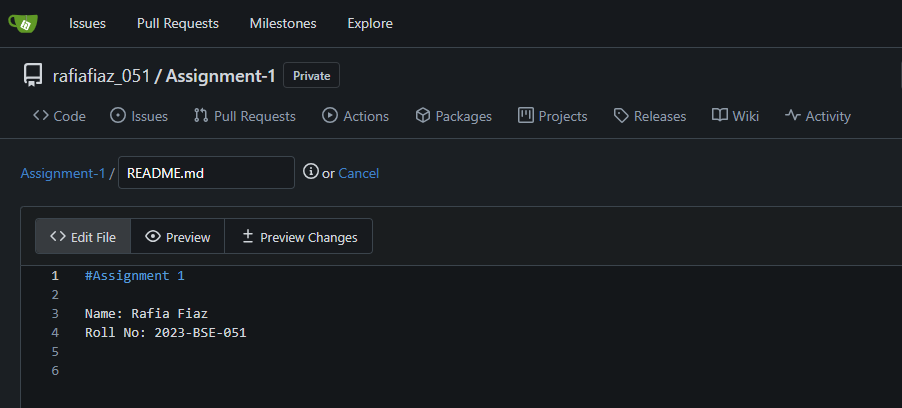 Issues Pull Requests Milestones Explore
rafiafiaz_051 / Assignment-1 Private
Code Issues Pull Requests Actions Packages Projects Releases Wiki Activity
Assignment-1 / README.md or Cancel
Edit File Preview Preview Changes
1 #Assignment 1
2
3 Name: Rafia Fiaz
4 Roll No: 2023-BSE-051
5
6